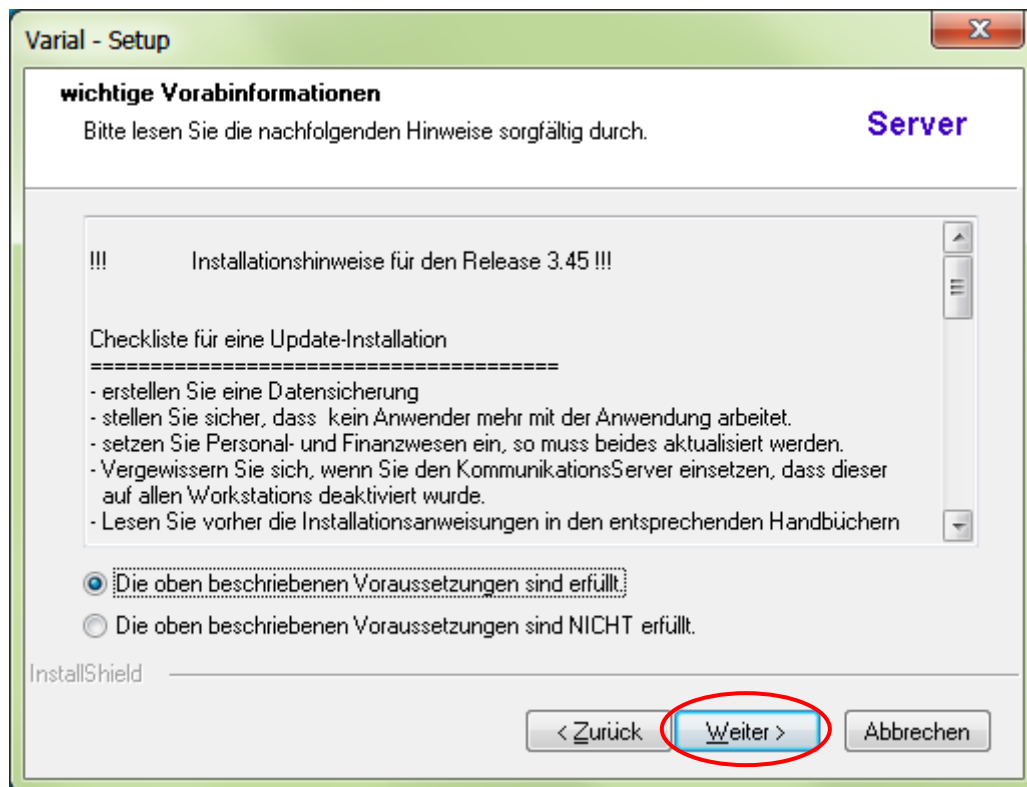 Varial - Setup
wichtige Vorabinformationen
Bitte lesen Sie die nachfolgenden Hinweise sorgfältig durch.
Server
!!! Installationshinweise für den Release 3.45 !!!
Checkliste für eine Update-Installation
=======================================
- erstellen Sie eine Datensicherung
- stellen Sie sicher, dass  kein Anwender mehr mit der Anwendung arbeitet.
- setzen Sie Personal- und Finanzwesen ein, so muss beides aktualisiert werden.
- Vergewissern Sie sich, wenn Sie den KommunikationsServer einsetzen, dass dieser
auf allen Workstations deaktiviert wurde.
- Lesen Sie vorher die Installationsanweisungen in den entsprechenden Handbüchern
Die oben beschriebenen Voraussetzungen sind erfüllt.
Die oben beschriebenen Voraussetzungen sind NICHT erfüllt.
InstallShield
< Zurück
Weiter >
Abbrechen